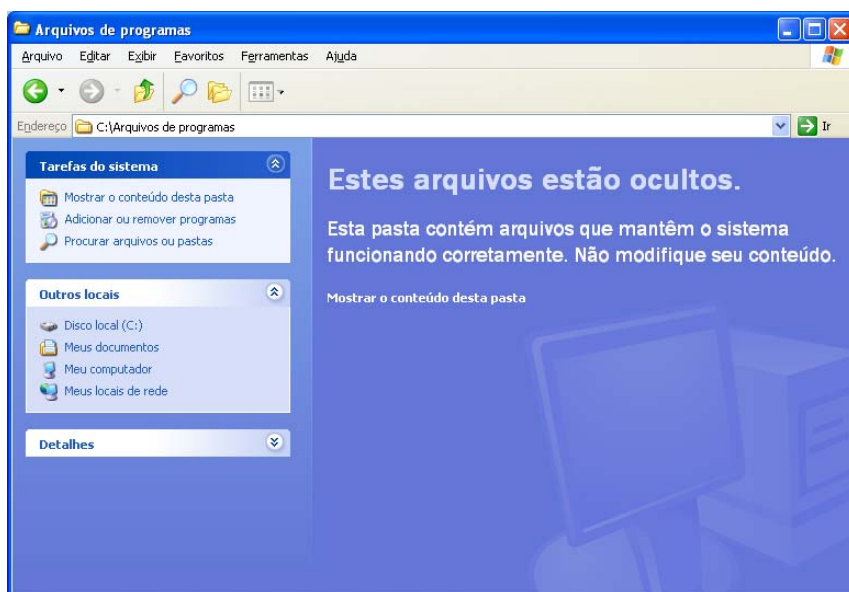 Arquivos de programas
Arquivo Editar Exibir Favoritos Ferramentas Ajuda
Endereço C:\Arquivos de programas Ir
Tarefas do sistema
Mostrar o conteúdo desta pasta
Adicionar ou remover programas
Procurar arquivos ou pastas
Outros locais
Disco local (C:)
Meus documentos
Meu computador
Meus locais de rede
Detalhes
Estes arquivos estão ocultos.
Esta pasta contém arquivos que mantêm o sistema
funcionando corretamente. Não modifique seu conteúdo.
Mostrar o conteúdo desta pasta